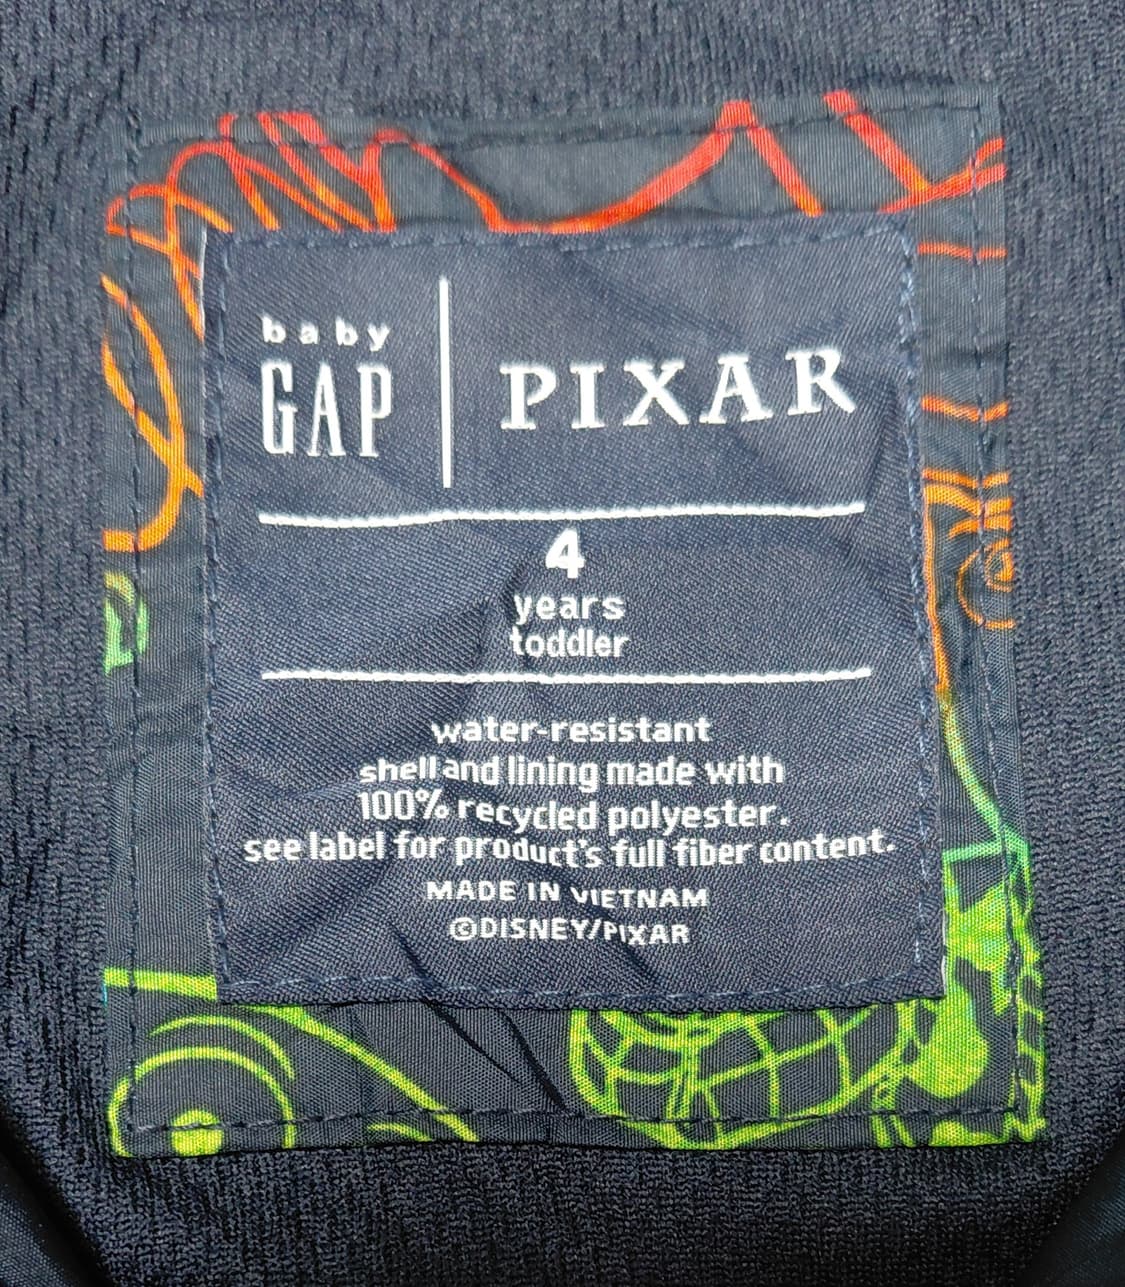 baby
GAP
PIXAR
4
years
toddler
water-resistant
shell and lining made with
100% recycled polyester.
see label for product's full fiber content.
MADE IN VIETNAM
©DISNEY/PIXAR